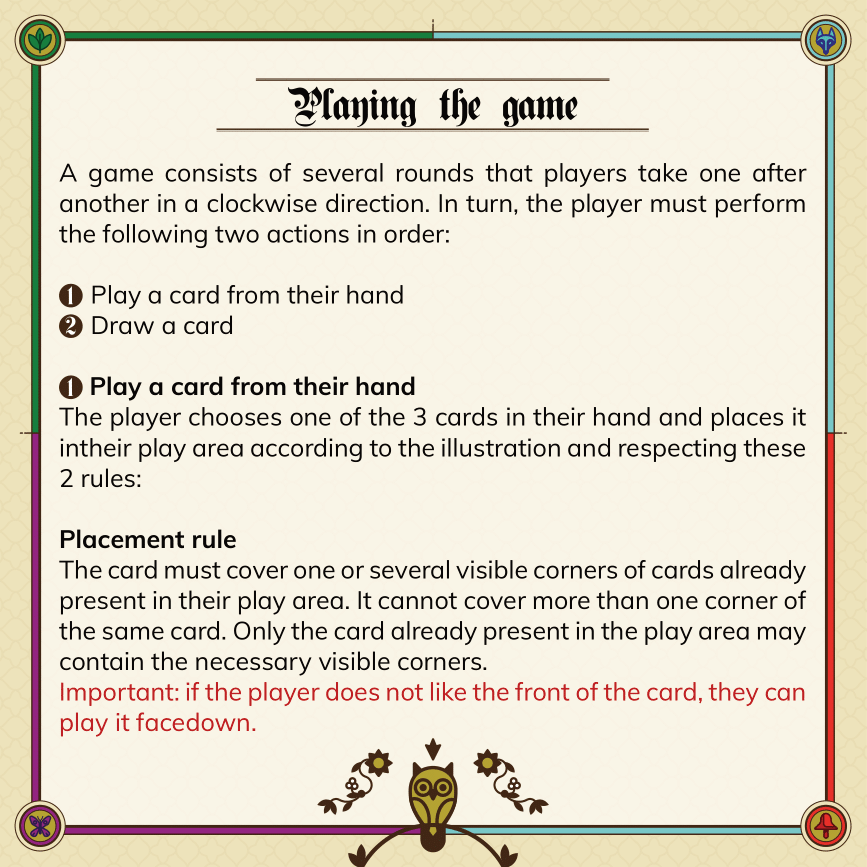 Playing the game
A game consists of several rounds that players take one after
another in a clockwise direction. In turn, the player must perform
the following two actions in order:
1 Play a card from their hand
2 Draw a card
1 Play a card from their hand
The player chooses one of the 3 cards in their hand and places it
intheir play area according to the illustration and respecting these
2 rules:
Placement rule
The card must cover one or several visible corners of cards already
present in their play area. It cannot cover more than one corner of
the same card. Only the card already present in the play area may
contain the necessary visible corners.
Important: if the player does not like the front of the card, they can
play it facedown.